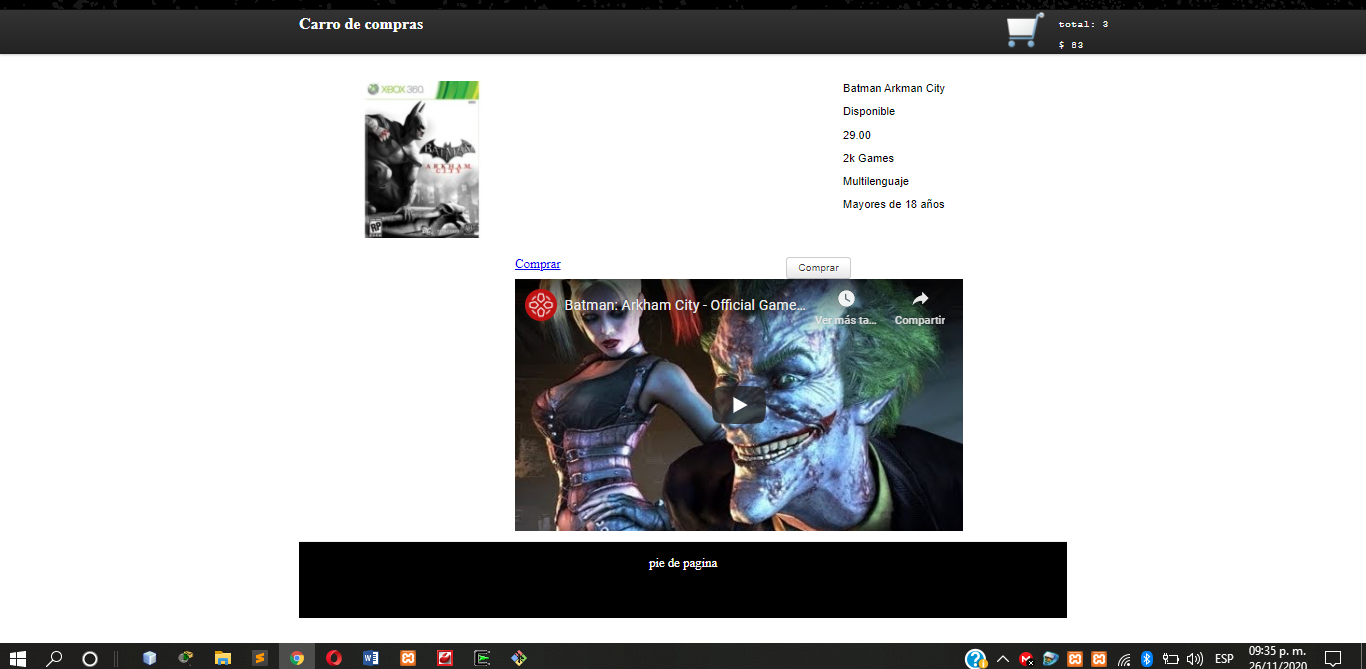 Carro de compras
total: 3
$ 83
XBOX 360
BATMAN
ARKHAM
CITY
RP
Batman Arkman City
Disponible
29.00
2k Games
Multilenguaje
Mayores de 18 años
Comprar
Comprar
Batman: Arkham City - Official Game...
Ver más ta...
Compartir
pie de pagina
ESP
09:35 p. m.
26/11/2020